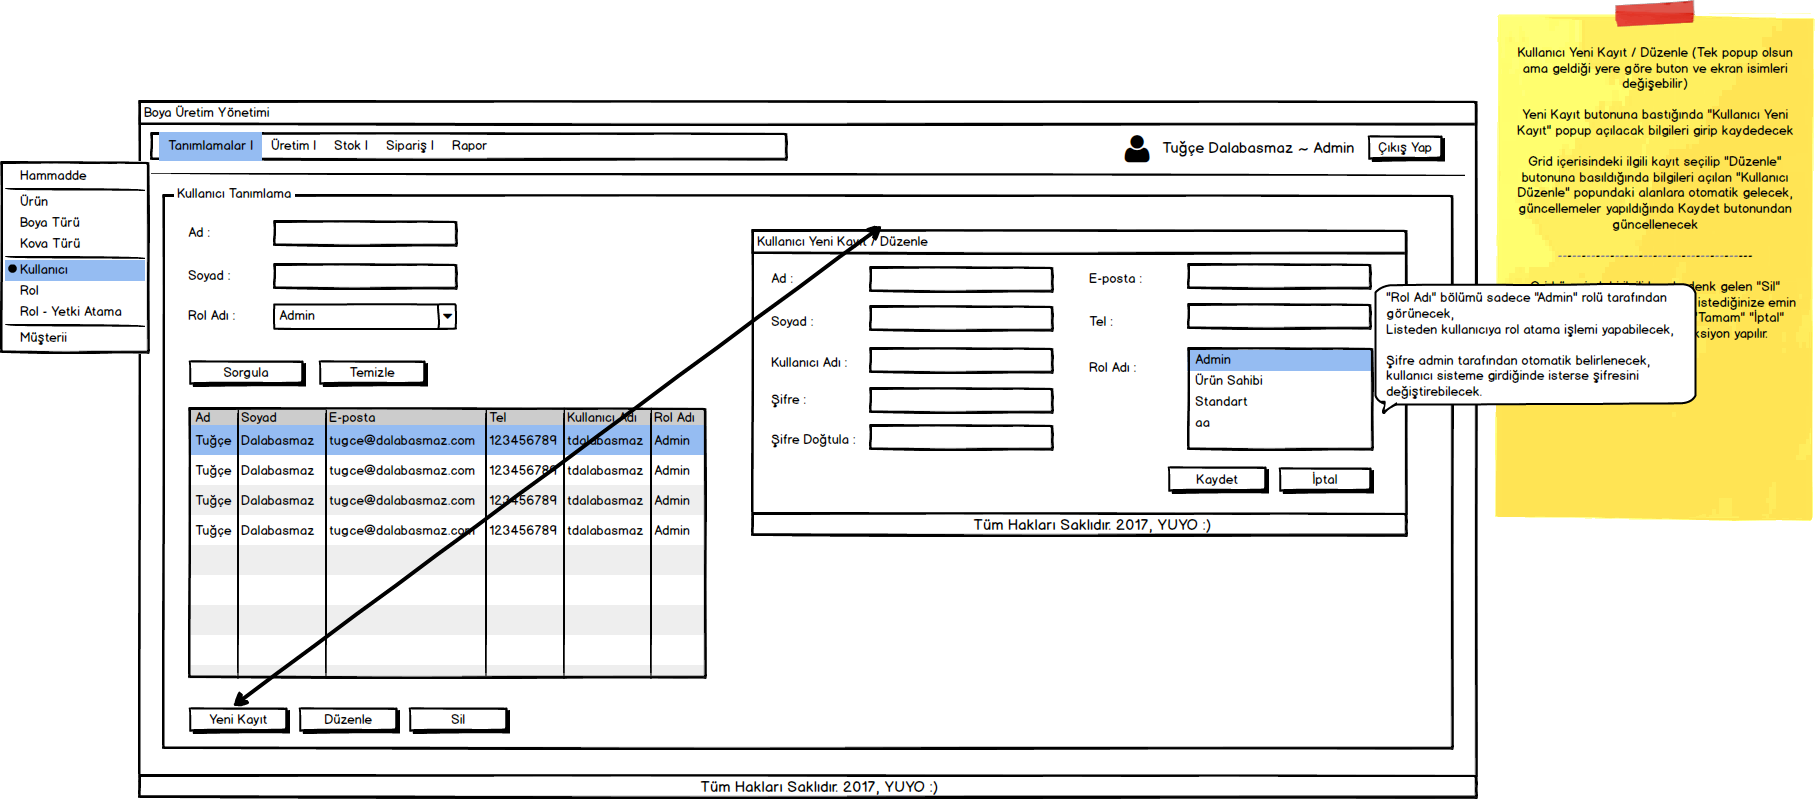 Kullanıcı Yeni Kayıt / Düzenle (Tek popup olsun
ama geldiği yere göre buton ve ekran isimleri
değişebilir)
Yeni Kayıt butonuna bastığında "Kullanıcı Yeni
Kayıt" popup açılacak bilgileri girip kaydedecek
Grid içerisindeki ilgili kayıt seçilip "Düzenle"
butonuna basıldığında bilgileri açılan "Kullanıcı
Düzenle" popundaki alanlara otomatik gelecek,
güncellemeler yapıldığında Kaydet butonundan
güncellenecek
denk gelen "Sil"
istediğinize emin
"Tamam" "İptal"
ksiyon yapılır.
Boya Üretim Yönetimi
Tanımlamalar | Üretim | Stok | Sipariş | Rapor
Tuğçe Dalabasmaz ~ Admin
Çıkış Yap
Hammadde
Ürün
Boya Türü
Kova Türü
Kullanıcı
Rol
Rol - Yetki Atama
Müşterii
Kullanıcı Tanımlama
Ad :
Soyad :
Rol Adı : Admin
Sorgula Temizle
Ad Soyad E-posta Tel Kullanıcı Adı Rol Adı
Tuğçe Dalabasmaz tugce@dalabasmaz.com 123456789 tdalabasmaz Admin
Tuğçe Dalabasmaz tugce@dalabasmaz.com 123456789 tdalabasmaz Admin
Tuğçe Dalabasmaz tugce@dalabasmaz.com 123456789 tdalabasmaz Admin
Tuğçe Dalabasmaz tugce@dalabasmaz.com 123456789 tdalabasmaz Admin
Yeni Kayıt Düzenle Sil
Kullanıcı Yeni Kayıt / Düzenle
Ad : E-posta :
Soyad : Tel :
Kullanıcı Adı : Rol Adı :
Şifre :
Şifre Doğtula :
Admin
Ürün Sahibi
Standart
aa
Kaydet İptal
Tüm Hakları Saklıdır. 2017, YUYO :)
"Rol Adı" bölümü sadece "Admin" rolü tarafından
görünecek,
Listeden kullanıcıya rol atama işlemi yapabilecek,
Şifre admin tarafından otomatik belirlenecek,
kullanıcı sisteme girdiğinde isterse şifresini
değiştirebilecek.
Tüm Hakları Saklıdır. 2017, YUYO :)